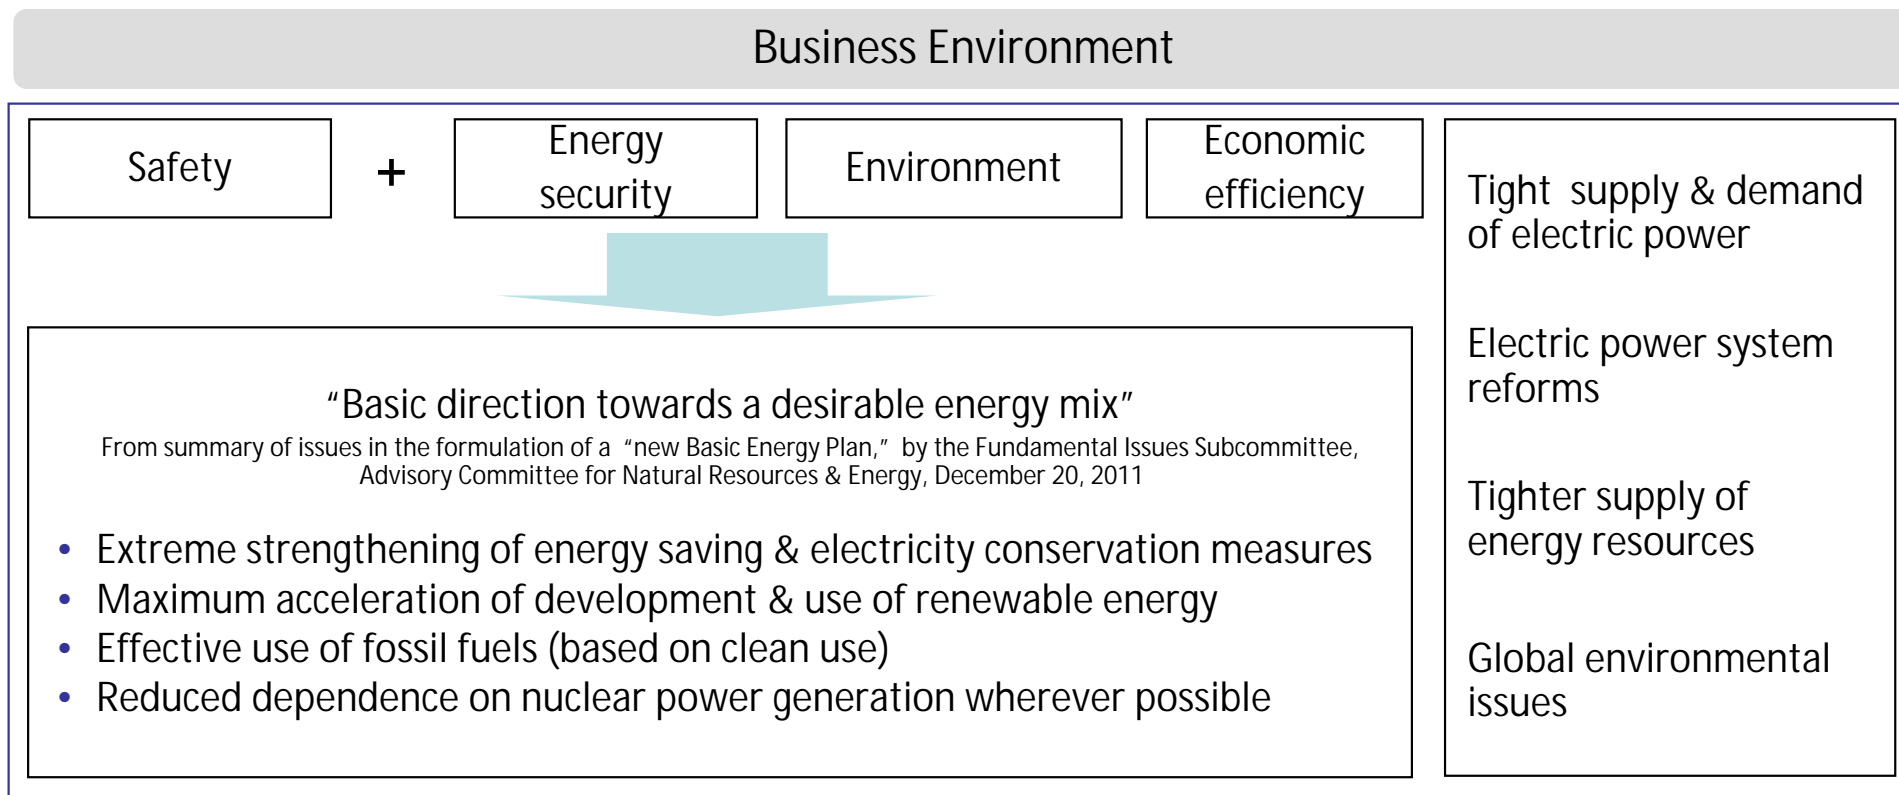 Business Environment
Safety
+
Energy
security
Environment
Economic
efficiency
"Basic direction towards a desirable energy mix"
From summary of issues in the formulation of a "new Basic Energy Plan," by the Fundamental Issues Subcommittee,
Advisory Committee for Natural Resources & Energy, December 20, 2011
• Extreme strengthening of energy saving & electricity conservation measures
• Maximum acceleration of development & use of renewable energy
• Effective use of fossil fuels (based on clean use)
• Reduced dependence on nuclear power generation wherever possible
Tight supply & demand
of electric power
Electric power system
reforms
Tighter supply of
energy resources
Global environmental
issues